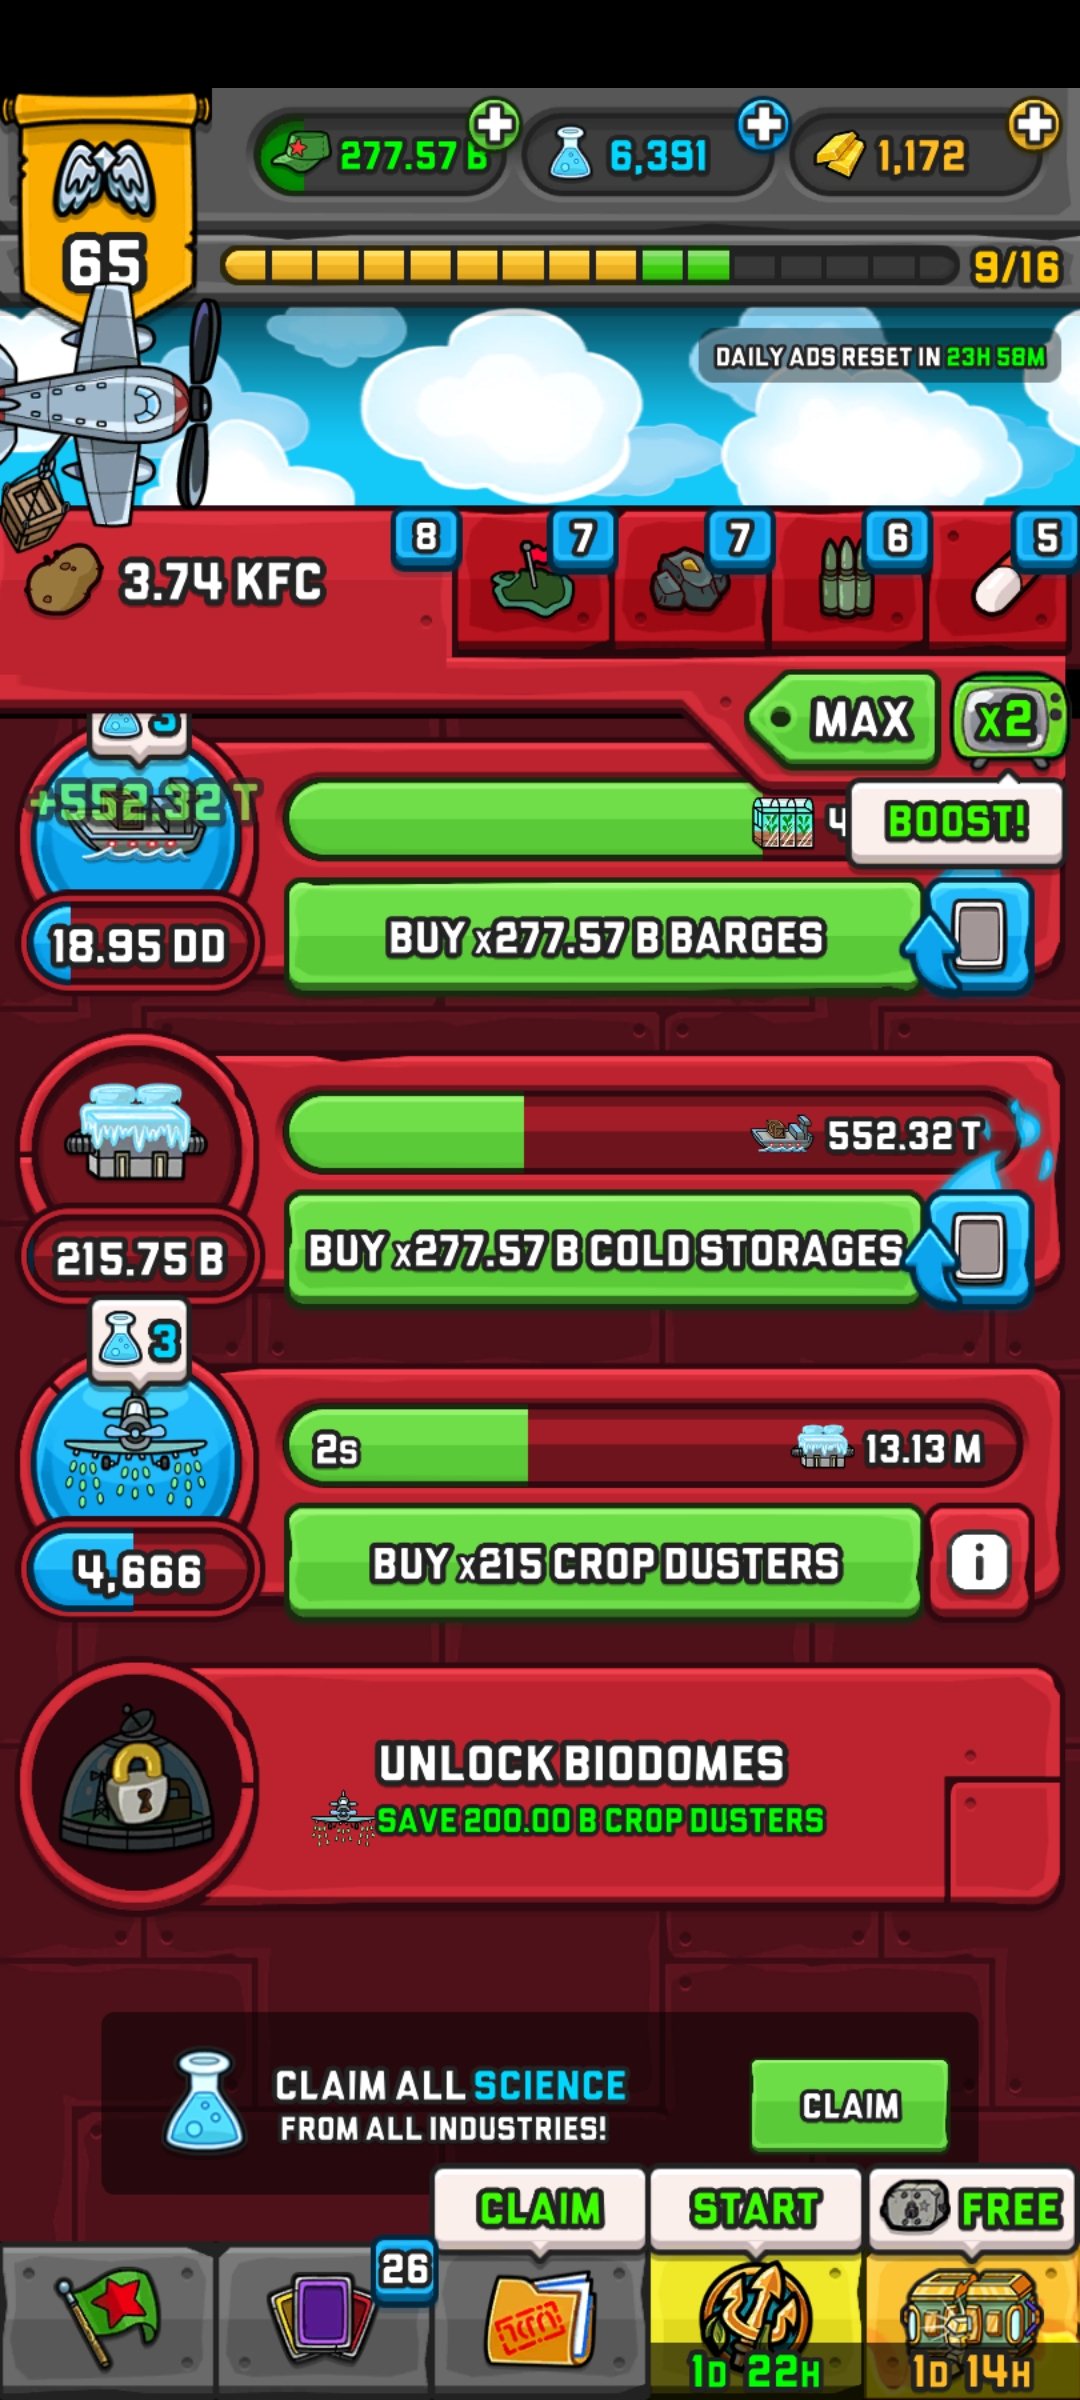 277.57 B
6,391
1,172
65
9/16
DAILY ADS RESET IN 23H 58M
3.74 KFC
8
7
7
6
5
MAX
x2
3
+552.32 T
4
BOOST!
18.95 DD
BUY x277.57 B BARGES
552.32 T
215.75 B
BUY x277.57 B COLD STORAGES
3
2s
13.13 M
4,666
BUY x215 CROP DUSTERS
i
UNLOCK BIODOMES
SAVE 200.00 B CROP DUSTERS
CLAIM ALL SCIENCE
FROM ALL INDUSTRIES!
CLAIM
CLAIM
START
FREE
26
1D 22H
1D 14H